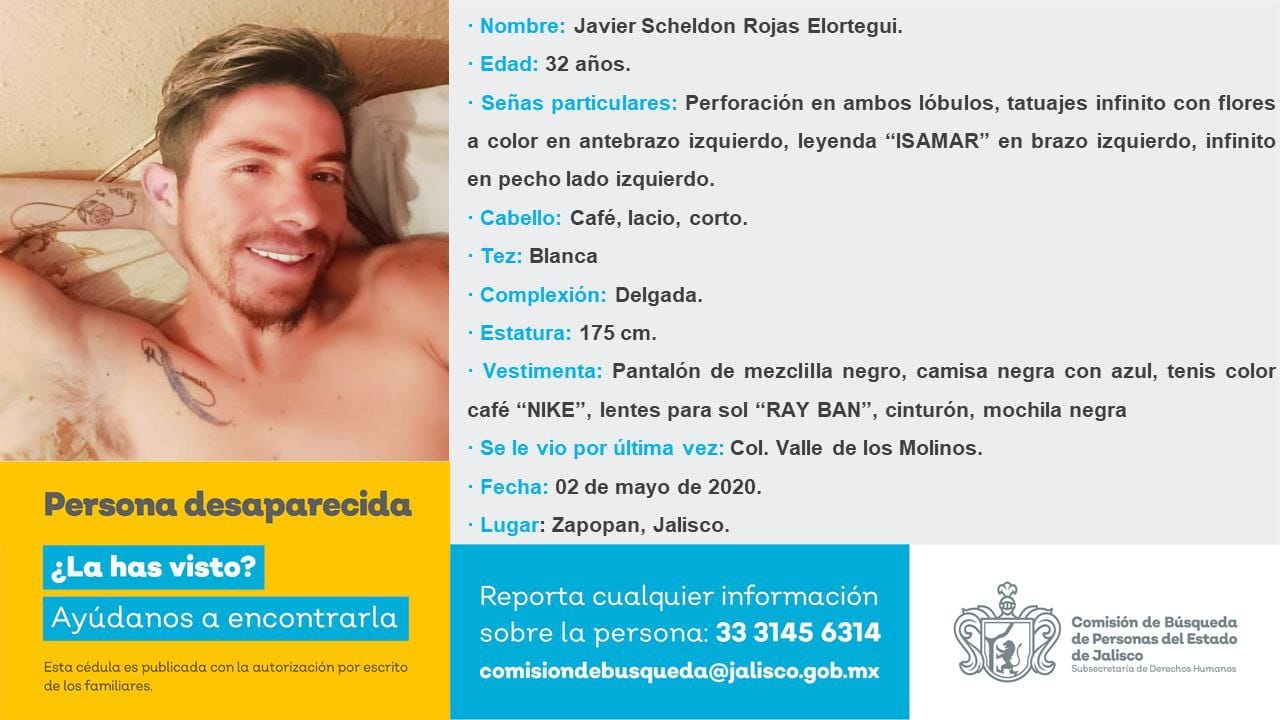 · Nombre: Javier Scheldon Rojas Elortegui.
· Edad: 32 años.
· Señas particulares: Perforación en ambos lóbulos, tatuajes infinito con flores
a color en antebrazo izquierdo, leyenda “ISAMAR” en brazo izquierdo, infinito
en pecho lado izquierdo.
· Cabello: Café, lacio, corto.
· Tez: Blanca
· Complexión: Delgada.
· Estatura: 175 cm.
· Vestimenta: Pantalón de mezclilla negro, camisa negra con azul, tenis color
café “NIKE”, lentes para sol “RAY BAN”, cinturón, mochila negra
· Se le vio por última vez: Col. Valle de los Molinos.
· Fecha: 02 de mayo de 2020.
· Lugar: Zapopan, Jalisco.
Persona desaparecida
¿La has visto?
Ayúdanos a encontrarla
Esta cédula es publicada con la autorización por escrito
de los familiares.
Reporta cualquier información
sobre la persona: 33 3145 6314
comisiondebusqueda@jalisco.gob.mx
Comisión de Búsqueda
de Personas del Estado
de Jalisco
Subsecretaría de Derechos Humanos